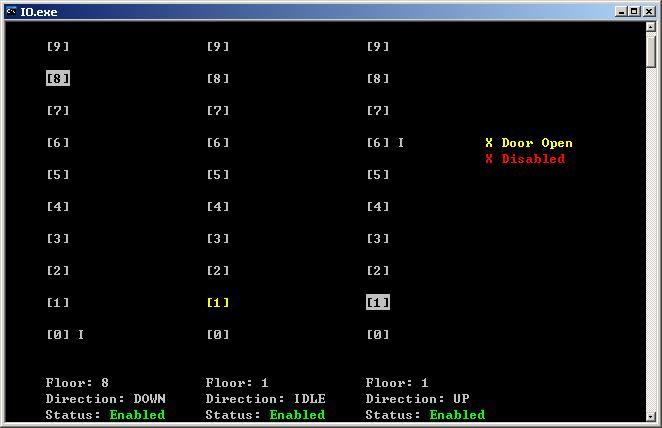 IO.exe
[9] [9] [9]
[8] [8] [8]
[7] [7] [7]
[6] [6] [6] I X Door Open
X Disabled
[5] [5] [5]
[4] [4] [4]
[3] [3] [3]
[2] [2] [2]
[1] [1] [1]
[0] I [0] [0]
Floor: 8 Floor: 1 Floor: 1
Direction: DOWN Direction: IDLE Direction: UP
Status: Enabled Status: Enabled Status: Enabled